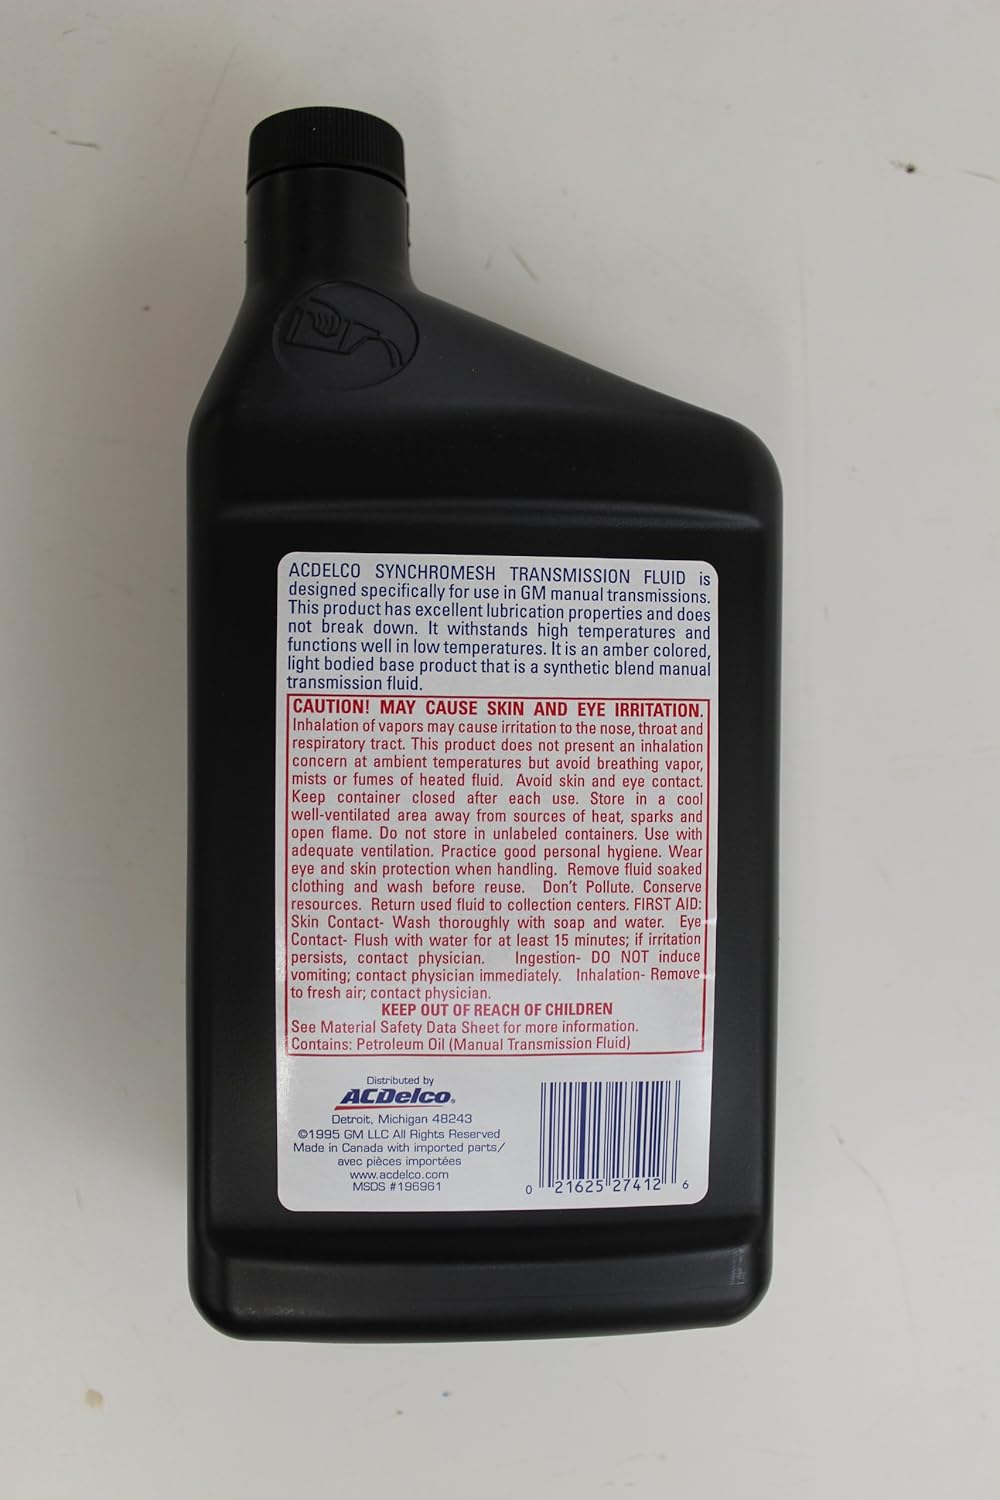 ACDELCO SYNCHROMESH TRANSMISSION FLUID is
designed specifically for use in GM manual transmissions.
This product has excellent lubrication properties and does
not break down. It withstands high temperatures and
functions well in low temperatures. It is an amber colored,
light bodied base product that is a synthetic blend manual
transmission fluid.
CAUTION! MAY CAUSE SKIN AND EYE IRRITATION.
Inhalation of vapors may cause irritation to the nose, throat and
respiratory tract. This product does not present an inhalation
concern at ambient temperatures but avoid breathing vapor,
mists or fumes of heated fluid. Avoid skin and eye contact.
Keep container closed after each use. Store in a cool
well-ventilated area away from sources of heat, sparks and
open flame. Do not store in unlabeled containers. Use with
adequate ventilation. Practice good personal hygiene. Wear
eye and skin protection when handling. Remove fluid soaked
clothing and wash before reuse. Don't Pollute. Conserve
resources. Return used fluid to collection centers. FIRST AID:
Skin Contact- Wash thoroughly with soap and water. Eye
Contact- Flush with water for at least 15 minutes; if irritation
persists, contact physician. Ingestion- DO NOT induce
vomiting; contact physician immediately. Inhalation- Remove
to fresh air; contact physician.
KEEP OUT OF REACH OF CHILDREN
See Material Safety Data Sheet for more information.
Contains: Petroleum Oil (Manual Transmission Fluid)
Distributed by
ACDelco®
Detroit, Michigan 48243
©1995 GM LLC All Rights Reserved
Made in Canada with imported parts/
avec pièces importées
www.acdelco.com
MSDS #196961
0 21625 27412 6